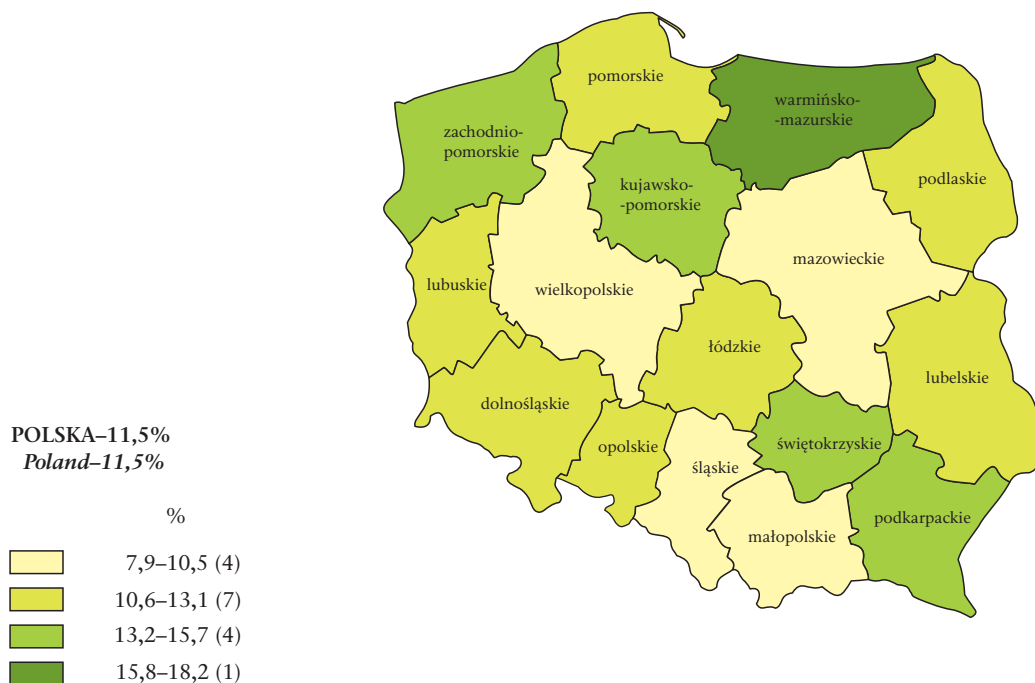 pomorskie
warmińsko-
-mazurskie
zachodnio-
pomorskie
podlaskie
kujawsko-
-pomorskie
mazowieckie
lubuskie
wielkopolskie
łódzkie
lubelskie
dolnośląskie
opolskie
świętokrzyskie
śląskie
podkarpackie
małopolskie
POLSKA–11,5%
Poland–11,5%
%
7,9–10,5 (4)
10,6–13,1 (7)
13,2–15,7 (4)
15,8–18,2 (1)